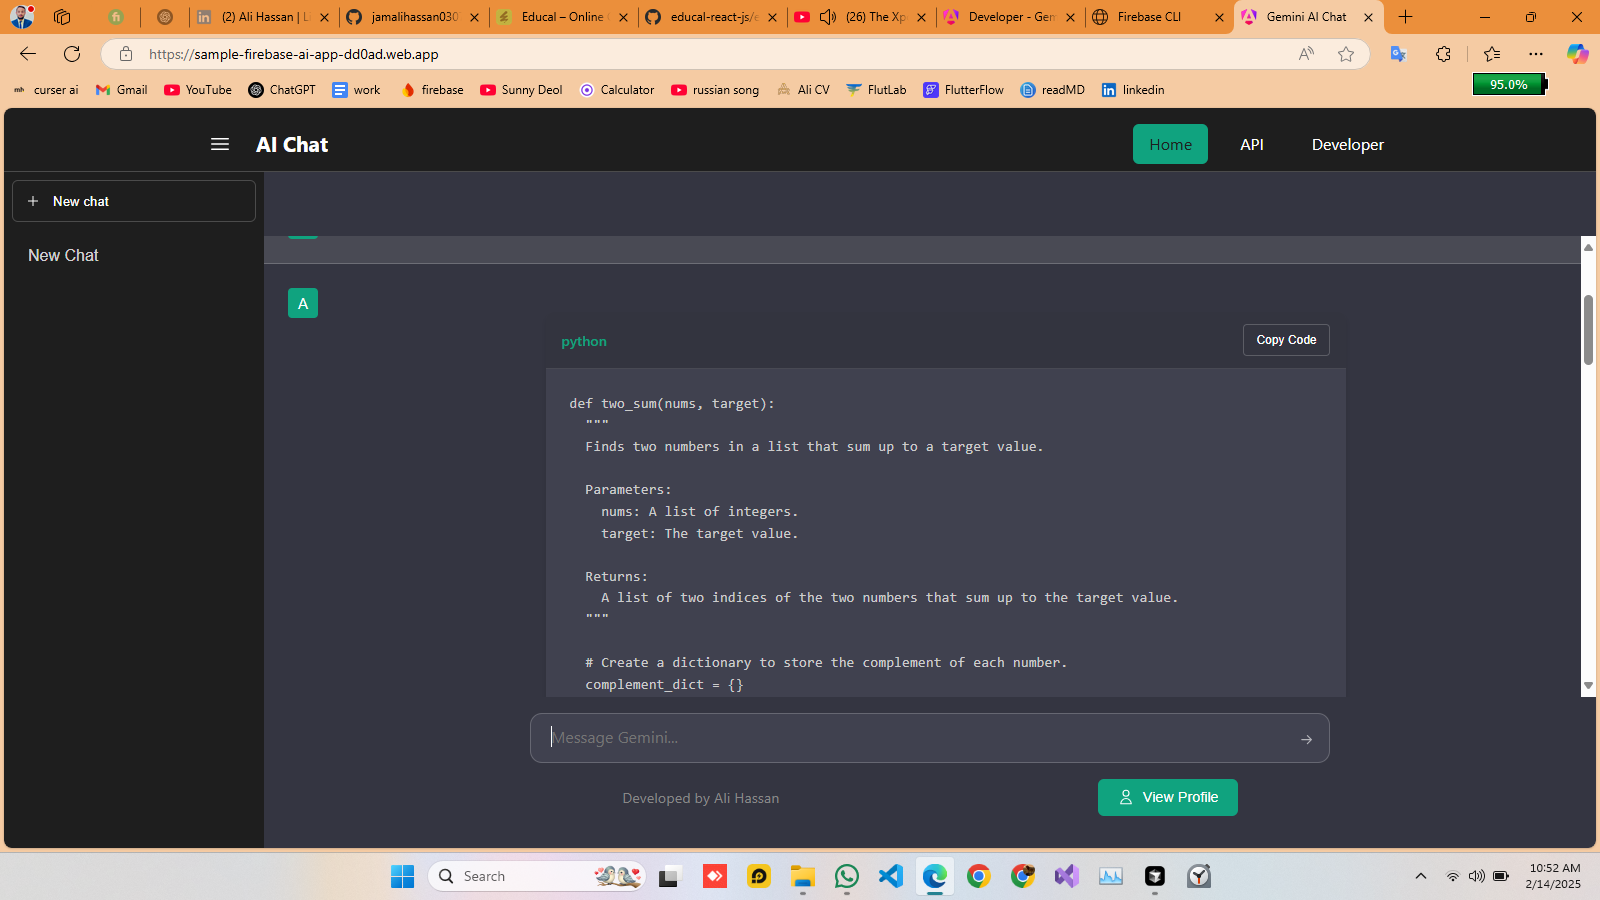 (2) Ali Hassan | Li
jamalihassan030
Educal – Online
educal-react-js/e
(26) The Xp
Developer - Gem
Firebase CLI
Gemini AI Chat
https://sample-firebase-ai-app-dd0ad.web.app
curser ai
Gmail
YouTube
ChatGPT
work
firebase
Sunny Deol
Calculator
russian song
Ali CV
FlutLab
FlutterFlow
readMD
linkedin
95.0%
AI Chat
Home
API
Developer
+ New chat
New Chat
A
python
Copy Code
def two_sum(nums, target):
"""
Finds two numbers in a list that sum up to a target value.
Parameters:
nums: A list of integers.
target: The target value.
Returns:
A list of two indices of the two numbers that sum up to the target value.
"""
# Create a dictionary to store the complement of each number.
complement_dict = {}
Message Gemini...
Developed by Ali Hassan
View Profile
Search
10:52 AM
2/14/2025